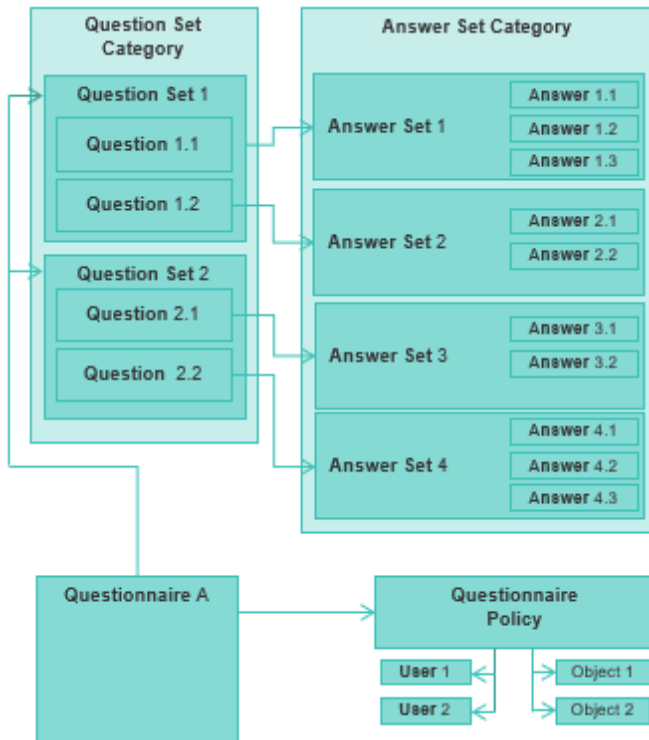 Question Set
Category
Question Set 1
Question 1.1
Question 1.2
Question Set 2
Question 2.1
Question 2.2
Answer Set Category
Answer Set 1
Answer 1.1
Answer 1.2
Answer 1.3
Answer Set 2
Answer 2.1
Answer 2.2
Answer Set 3
Answer 3.1
Answer 3.2
Answer Set 4
Answer 4.1
Answer 4.2
Answer 4.3
Questionnaire A
Questionnaire
Policy
User 1
User 2
Object 1
Object 2